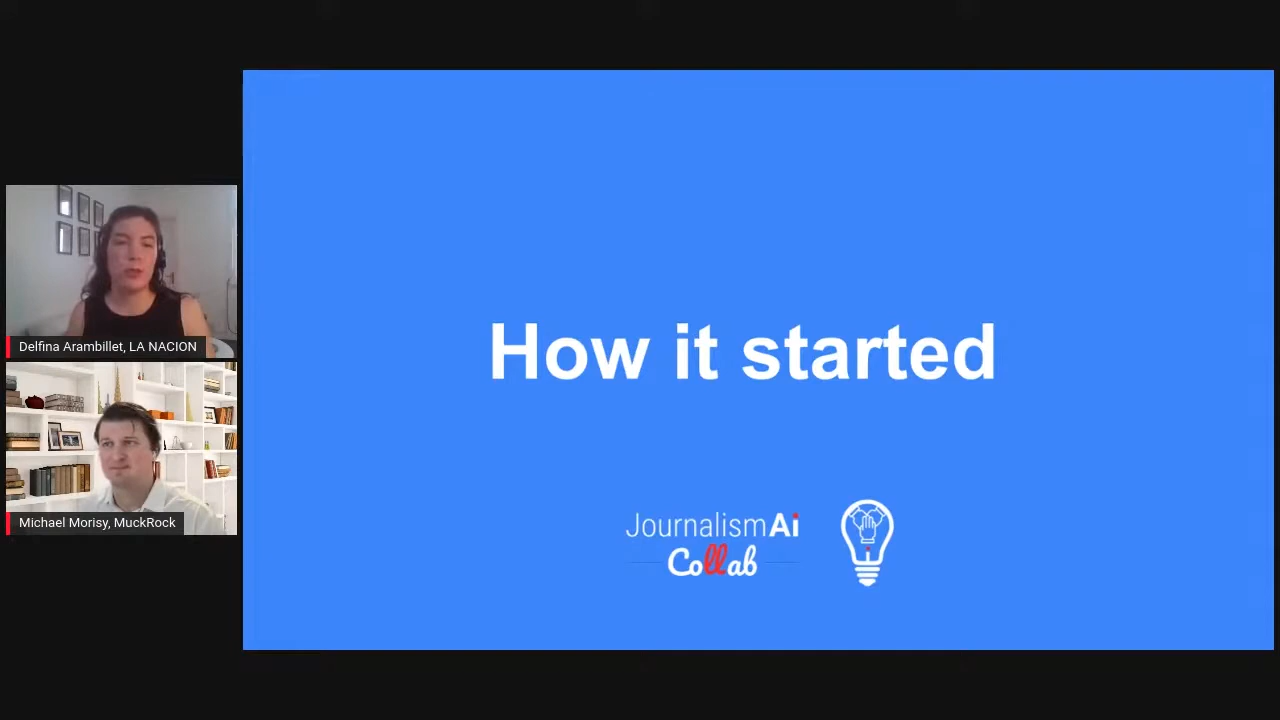 Delfina Arambillet, LA NACION
Michael Morisy, MuckRock
How it started
JournalismAi
Collab